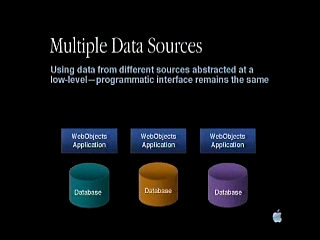 Multiple Data Sources
Using data from different sources abstracted at a
low-level—programmatic interface remains the same
WebObjects
Application
WebObjects
Application
WebObjects
Application
Database
Database
Database